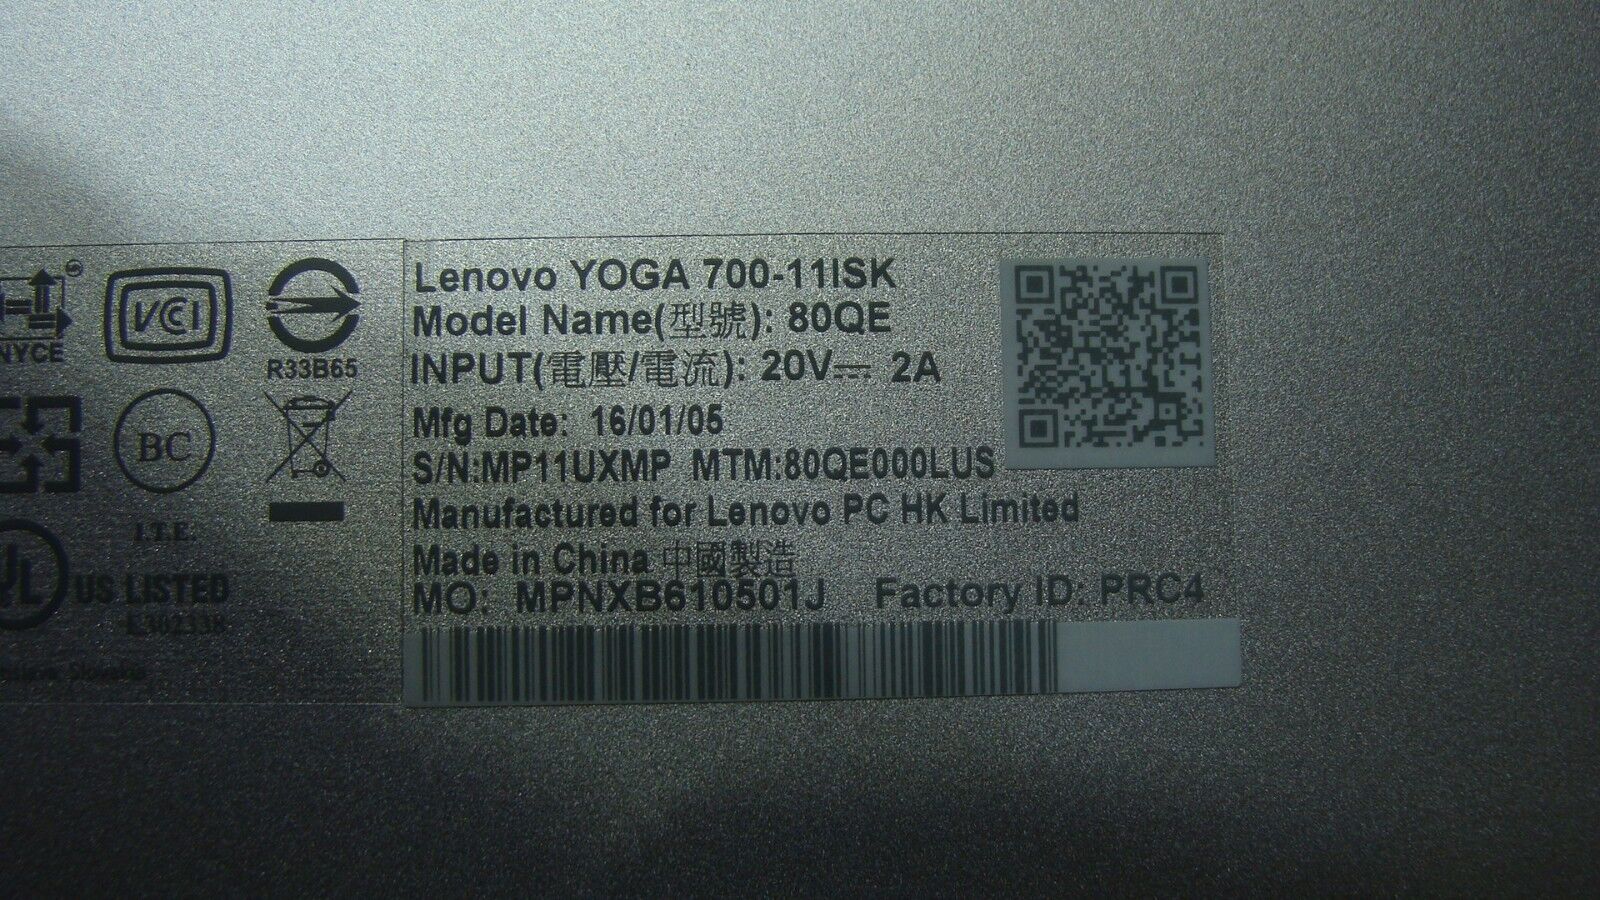 Lenovo YOGA 700-11ISK
Model Name(型號): 80QE
INPUT(電壓/電流): 20V⎓ 2A
Mfg Date: 16/01/05
S/N:MP11UXMP MTM:80QE000LUS
Manufactured for Lenovo PC HK Limited
Made in China 中國製造
MO: MPNXB610501J Factory ID: PRC4
NYCE
VCCI
R33B65
BC
I.T.E.
UL US LISTED
E302338